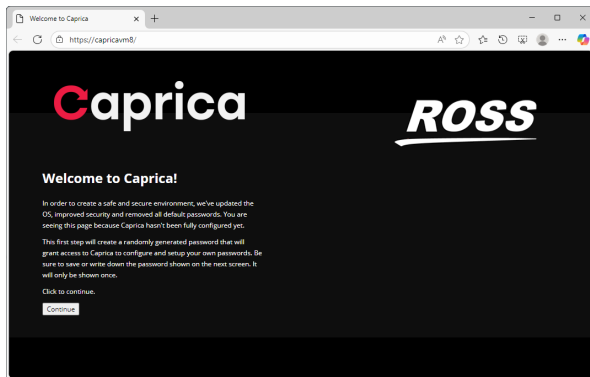 Welcome to Caprica
https://capricavm8/
Caprica
ROSS
Welcome to Caprica!
In order to create a safe and secure environment, we've updated the
OS, improved security and removed all default passwords. You are
seeing this page because Caprica hasn't been fully configured yet.
This first step will create a randomly generated password that will
grant access to Caprica to configure and setup your own passwords. Be
sure to save or write down the password shown on the next screen. It
will only be shown once.
Click to continue.
Continue